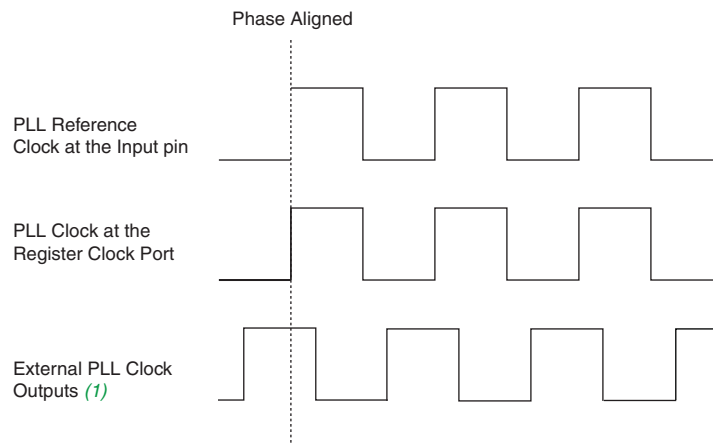 Phase Aligned
PLL Reference
Clock at the Input pin
PLL Clock at the
Register Clock Port
External PLL Clock
Outputs (1)